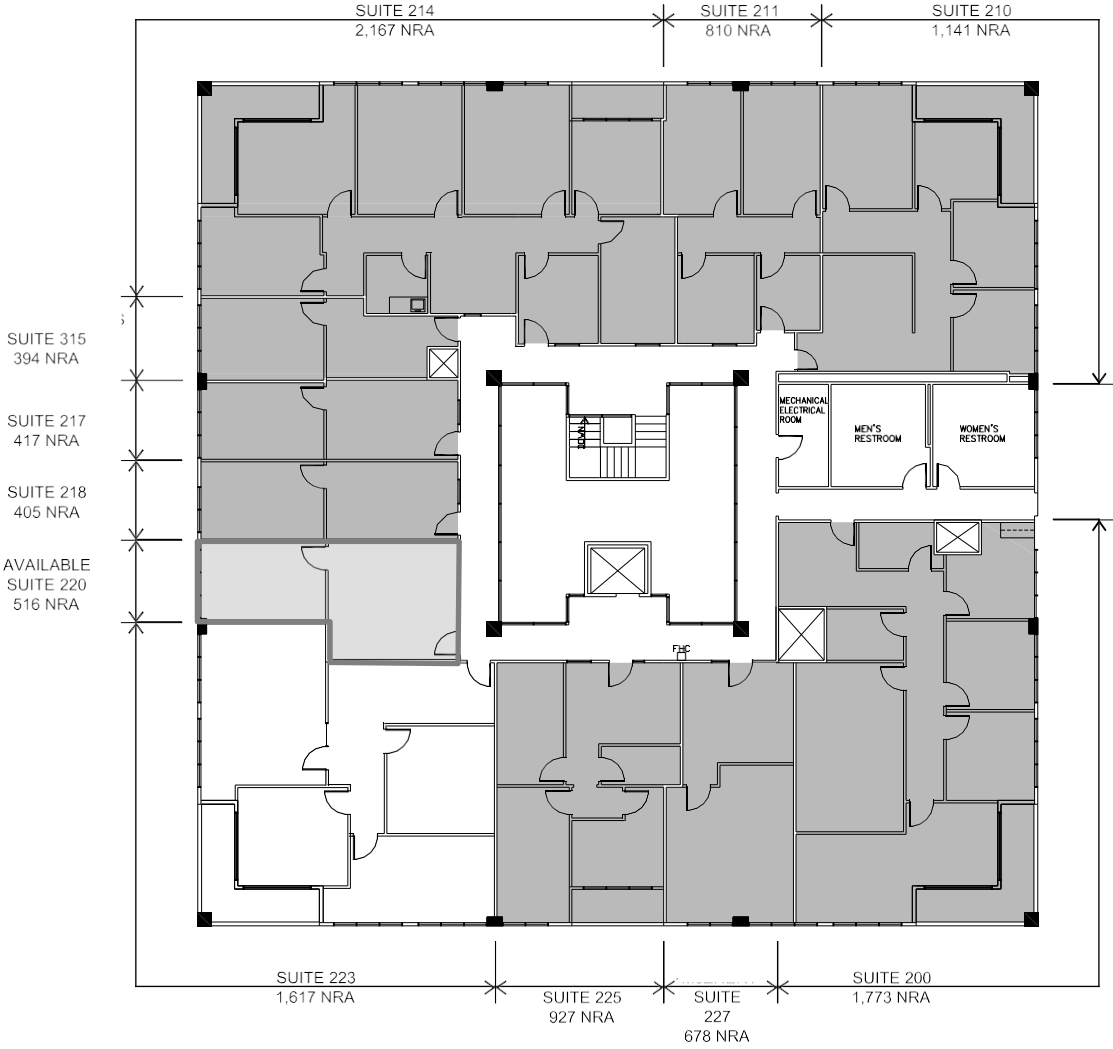 SUITE 214
2,167 NRA
SUITE 211
810 NRA
SUITE 210
1,141 NRA
SUITE 315
394 NRA
SUITE 217
417 NRA
SUITE 218
405 NRA
AVAILABLE
SUITE 220
516 NRA
MECHANICAL
ELECTRICAL
ROOM
MEN'S
RESTROOM
WOMEN'S
RESTROOM
DOWN
FHC
SUITE 223
1,617 NRA
SUITE 225
927 NRA
SUITE
227
678 NRA
SUITE 200
1,773 NRA